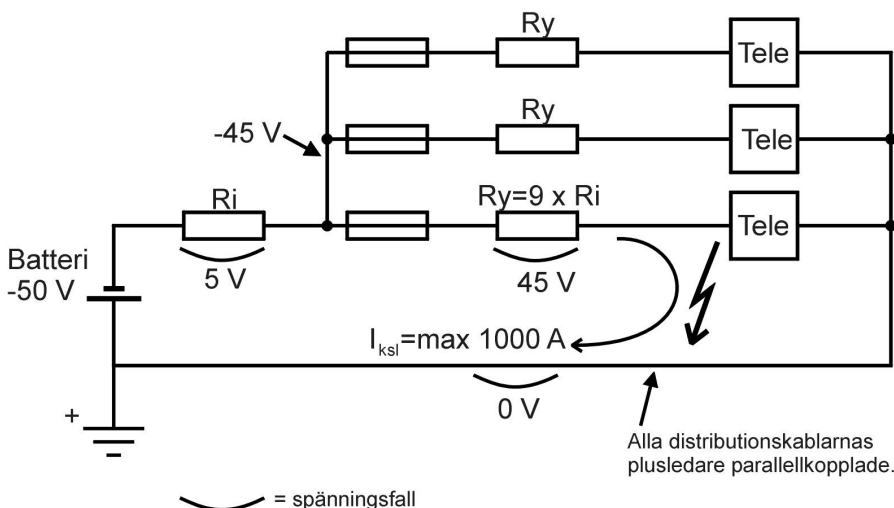 Ry
Tele
Ry
-45 V
Tele
Ri
Ry=9 x Ri
Tele
Batteri
-50 V
5 V
45 V
Iksl=max 1000 A
0 V
+
Alla distributionskablarnas
plusledare parallellkopplade.
= spänningsfall